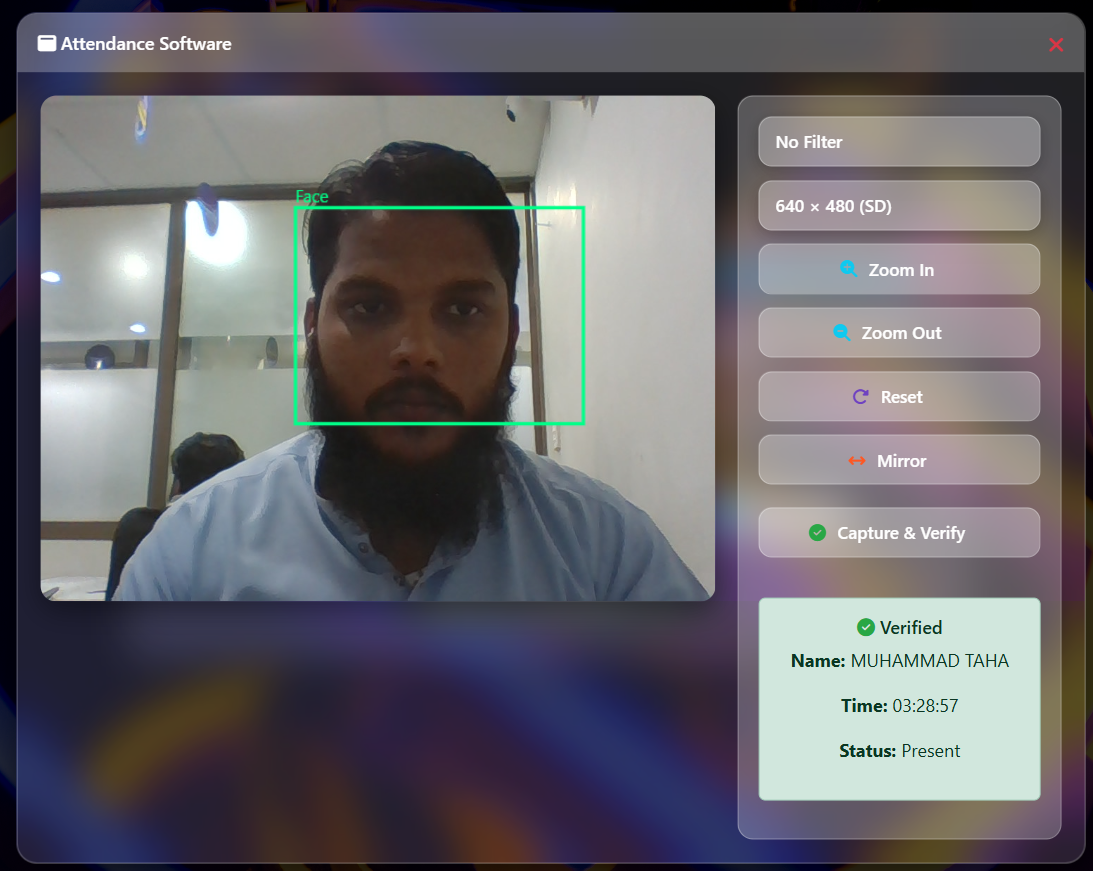 Attendance Software
Face
No Filter
640 × 480 (SD)
Zoom In
Zoom Out
Reset
Mirror
Capture & Verify
Verified
Name: MUHAMMAD TAHA
Time: 03:28:57
Status: Present